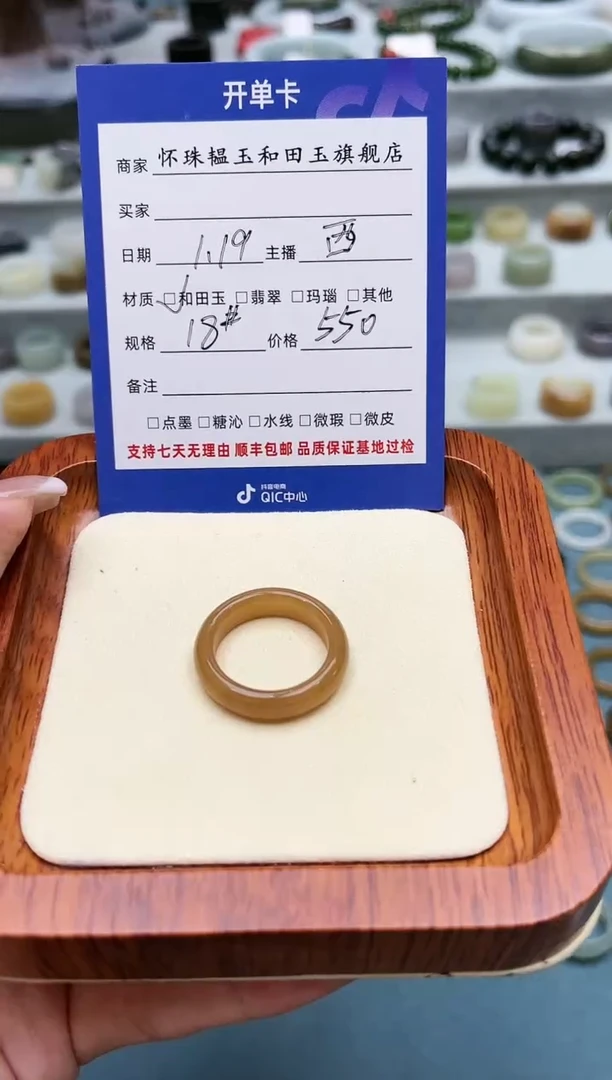 开单卡
商家 怀珠韫玉和田玉旗舰店
买家
日期 1.19 主播 西
材质 ☑和田玉 □翡翠 □玛瑙 □其他
规格 18# 价格 550
备注
□点墨 □糖沁 □水线 □微瑕 □微皮
支持七天无理由 顺丰包邮 品质保证基地过检
抖音电商
QIC中心